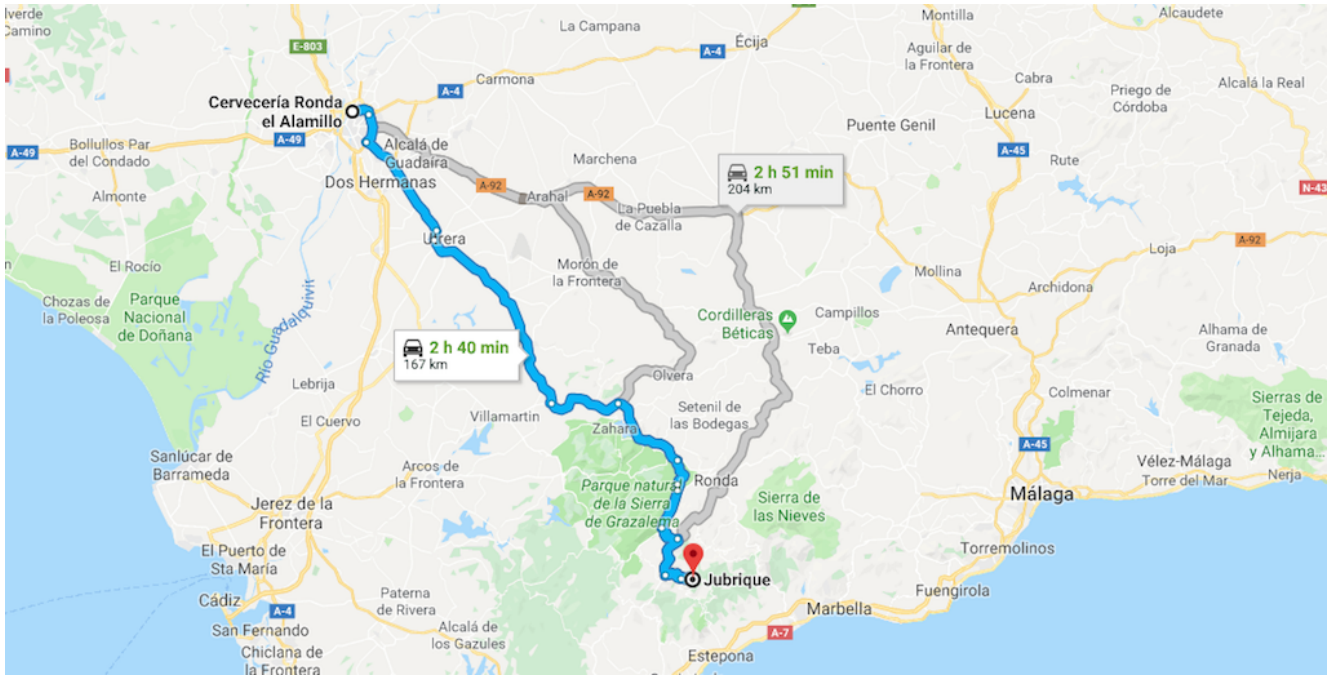 lverde
Camino
La Campana
Écija
Montilla
Alcaudete
E-803
A-4
Aguilar de
la Frontera
Carmona
A-4
Cabra
Alcalá la Real
Priego de
Córdoba
Cervecería Ronda
el Alamillo
Lucena
Puente Genil
A-49
A-49
Bollullos Par
del Condado
Alcalá de
Guadaíra
Marchena
A-45
Rute
2 h 51 min
204 km
Almonte
Dos Hermanas
A-92
Arahal
A-92
N-43
La Puebla
de Cazalla
Utrera
A-92
Loja
El Rocío
Morón de
la Frontera
Mollina
Archidona
Chozas de
la Poleosa
Parque
Nacional
de Doñana
Río Guadalquivir
Cordilleras
Béticas
Campillos
Antequera
Alhama de
Granada
2 h 40 min
167 km
Teba
Olvera
Lebrija
El Chorro
Colmenar
Villamartin
Setenil de
las Bodegas
Sierras de
Tejeda,
Almijara
y Alhama...
El Cuervo
Zahara
A-45
Sanlúcar de
Barrameda
Arcos de
la Frontera
Vélez-Málaga
Torre del Mar
Nerja
Ronda
Parque natura
de la Sierra
de Grazalema
Sierra de
las Nieves
Málaga
Jerez de la
Frontera
El Puerto de
Sta María
Torremolinos
Jubrique
Cádiz
A-4
Paterna
de Rivera
Fuengirola
Marbella
San Fernando
Alcalá de
los Gazules
A-7
Chiclana de
la Frontera
Estepona